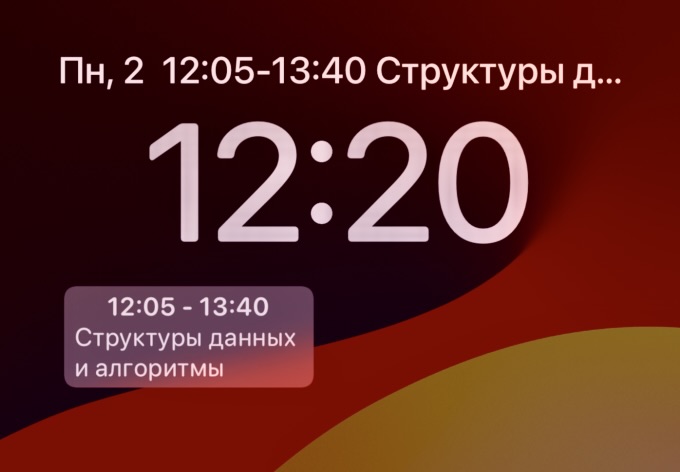 Пн, 2 12:05-13:40 Структуры д...
12:20
12:05 - 13:40
Структуры данных
и алгоритмы